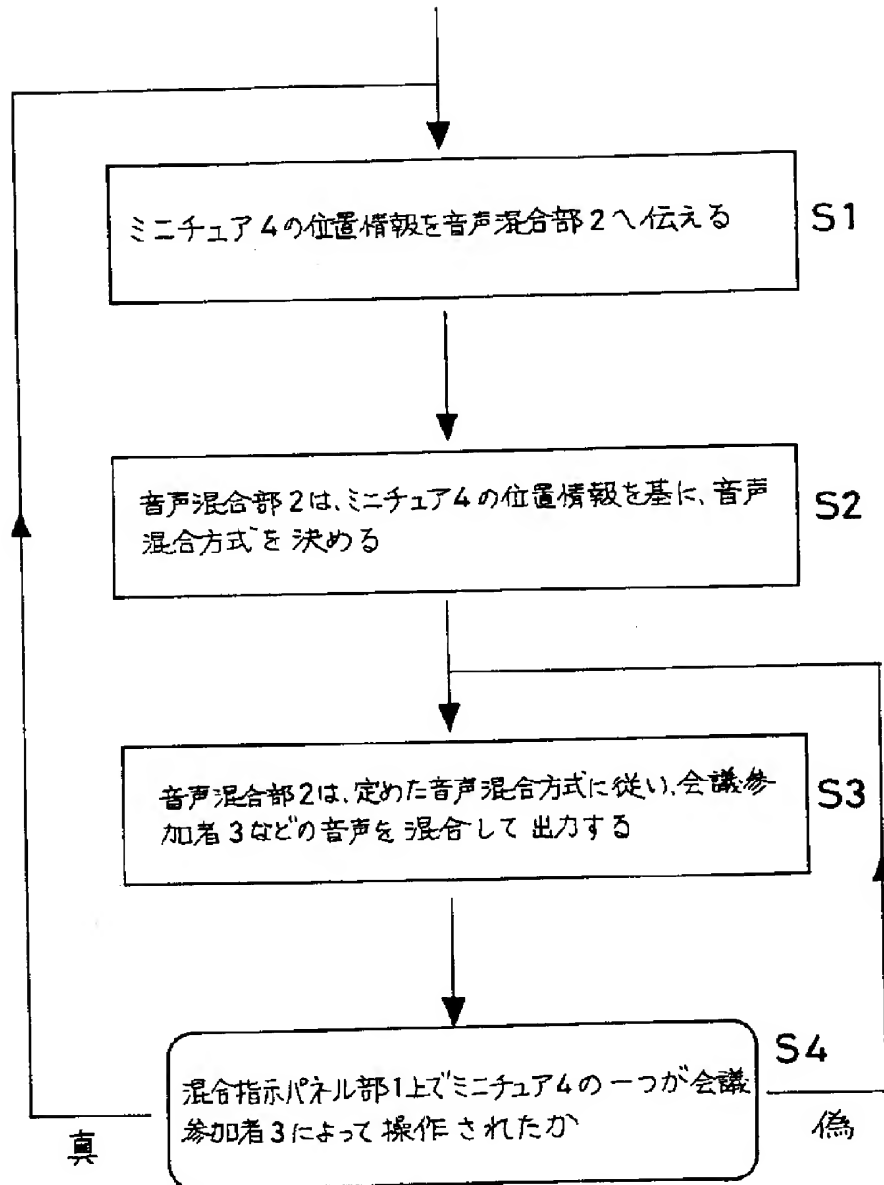 ミニチュア4の位置情報を音声混合部2へ伝える
S1
音声混合部2は、ミニチュア4の位置情報を基に、音声
混合方式を決める
S2
音声混合部2は、定めた音声混合方式に従い、会議参
加者3などの音声を混合して出力する
S3
混合指示パネル部1上でミニチュア4の一つが会議
参加者3によって操作されたか
S4
真
偽